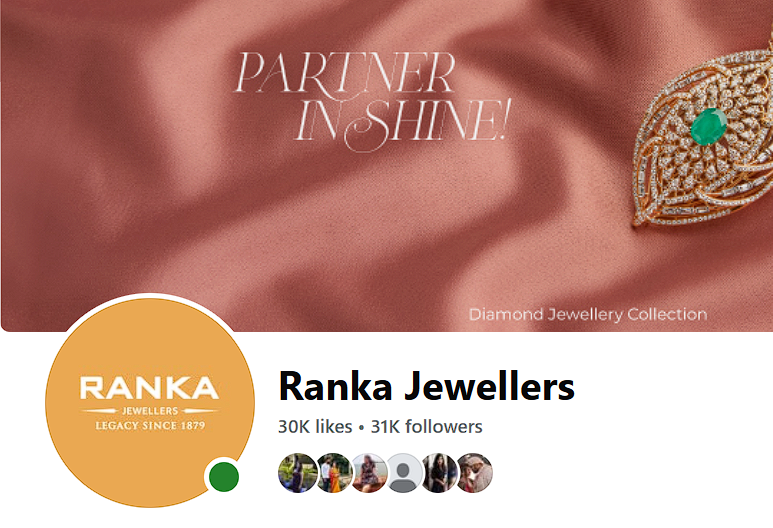 PARTNER
IN SHINE!
Diamond Jewellery Collection
RANKA
JEWELLERS
LEGACY SINCE 1879
Ranka Jewellers
30K likes • 31K followers